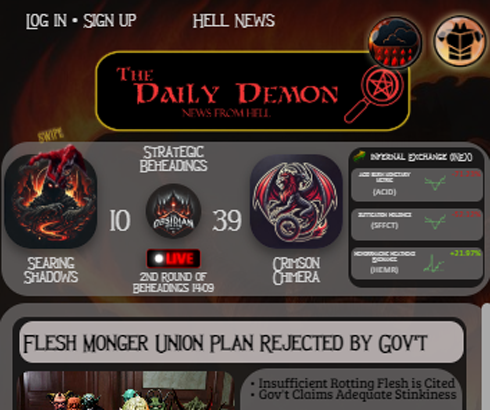 Log in • Sign up
Hell News
The
Daily Demon
News from Hell
SWIPE
Strategic
Beheadings
10
Obsidian
39
LIVE
Searing
Shadows
2nd Round of
Beheadings 1409
Crimson
Chimera
Infernal Exchange (INEX)
(ACID)
(SFFCT)
(HEMR)
+21.97%
Flesh Monger Union Plan Rejected by Gov't
• Insufficient Rotting Flesh is Cited
• Gov't Claims Adequate Stinkiness